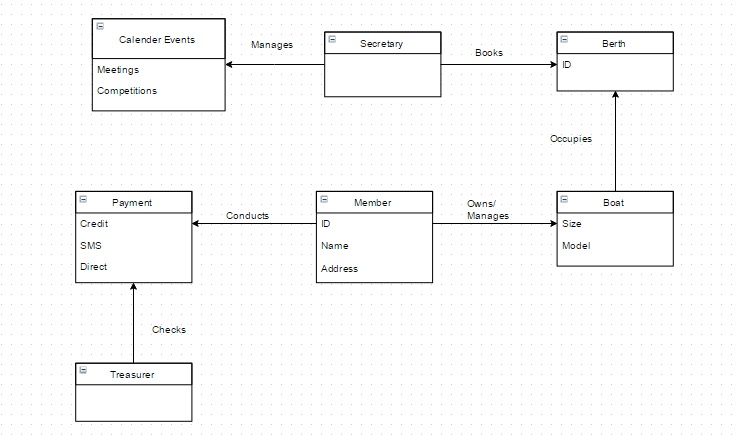 Calender Events
Meetings
Competitions
Manages
Secretary
Books
Berth
ID
Occupies
Payment
Credit
SMS
Direct
Conducts
Member
ID
Name
Address
Owns/
Manages
Boat
Size
Model
Checks
Treasurer